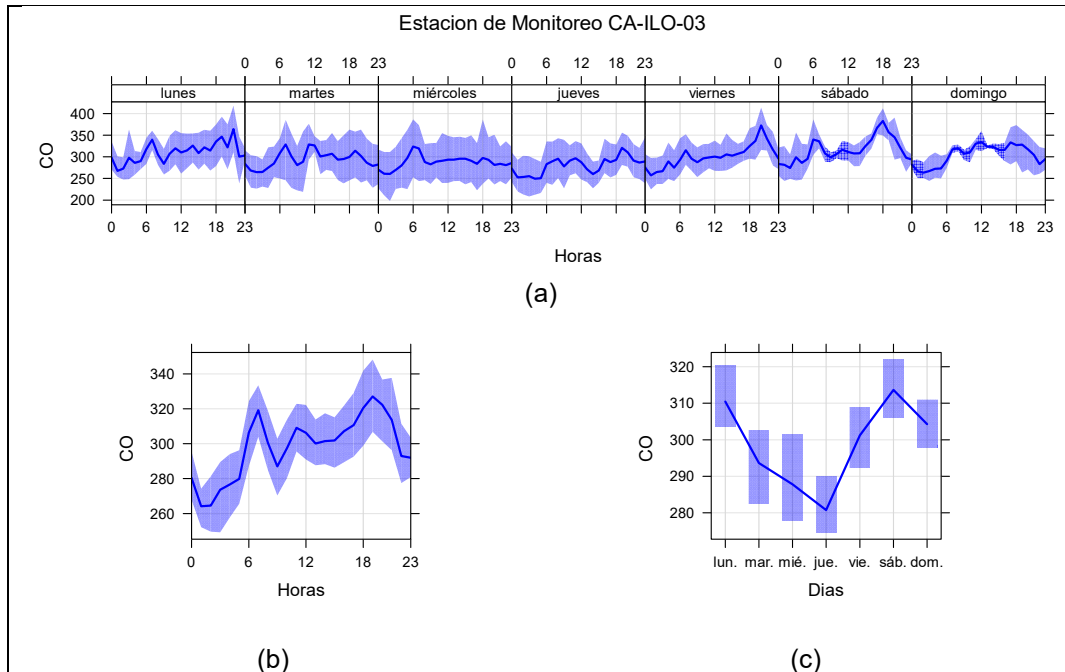 Estacion de Monitoreo CA-ILO-03
0 6 12 18 23 0 6 12 18 23 0 6 12 18 23
lunes martes miércoles jueves viernes sábado domingo
CO
400
350
300
250
200
0 6 12 18 23 0 6 12 18 23 0 6 12 18 23 0 6 12 18 23
Horas
(a)
CO
340
320
300
280
260
0 6 12 18 23
Horas
(b)
CO
320
310
300
290
280
lun. mar. mié. jue. vie. sáb. dom.
Dias
(c)